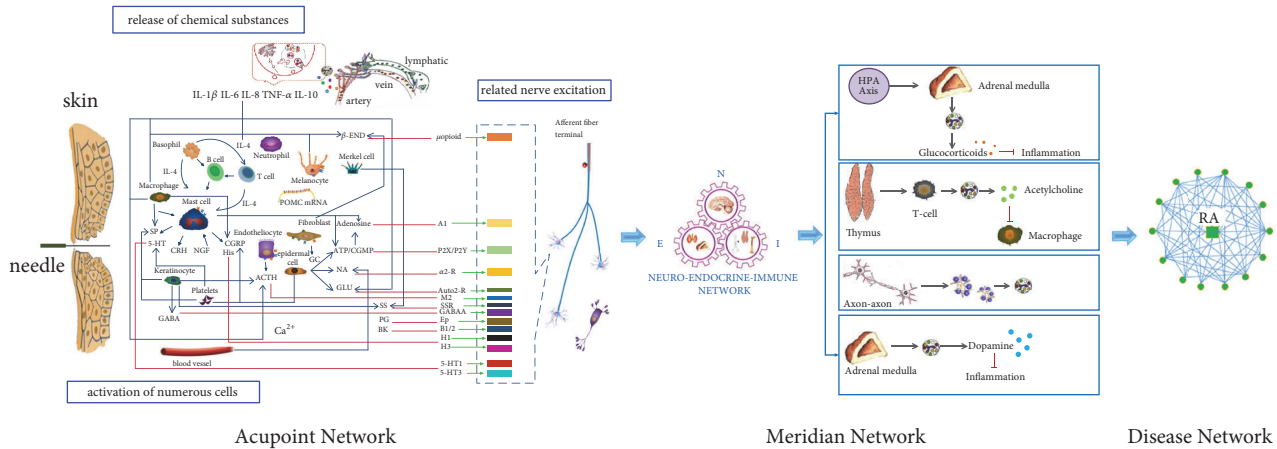 release of chemical substances
lymphatic
vein
artery
IL-1β IL-6 IL-8 TNF-α IL-10
related nerve excitation
skin
needle
IL-4
Basophil
B cell
Neutrophil
T cell
IL-4
IL-4
Macrophage
Mast cell
Melanocyte
POMC mRNA
Merkel cell
β-END
μopioid
Afferent fiber
terminal
Fibroblast
Adenosine
A1
SP
5-HT
CRH
NGF
CGRP
His
Endotheliocyte
epidermal
cell
GC
ATP/CGMP
P2X/P2Y
Keratinocyte
Platelets
ACTH
NA
α2-R
GLU
Auto2-R
M2
SS
SSR
GABA
GABAA
PG
Ep
BK
B1/2
Ca2+
H1
H3
blood vessel
5-HT1
5-HT3
activation of numerous cells
Acupoint Network
N
E
I
NEURO-ENDOCRINE-IMMUNE
NETWORK
HPA
Axis
Adrenal medulla
Glucocorticoids
Inflammation
Thymus
T-cell
Acetylcholine
Macrophage
Axon-axon
Adrenal medulla
Dopamine
Inflammation
Meridian Network
RA
Disease Network